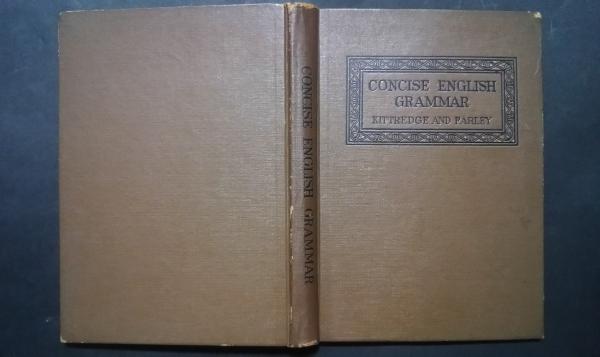 CONCISE ENGLISH GRAMMAR
CONCISE ENGLISH
GRAMMAR
KITTREDGE AND FARLEY